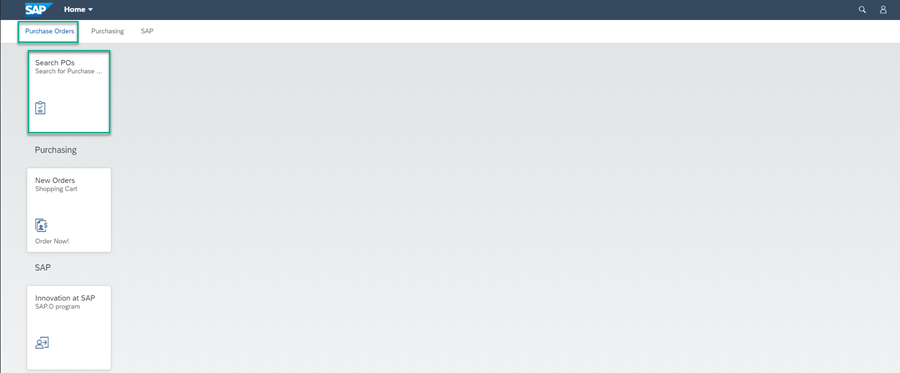 SAP Home
Purchase Orders Purchasing SAP
Search POs
Search for Purchase ...
Purchasing
New Orders
Shopping Cart
Order Now!
SAP
Innovation at SAP
SAP.O program